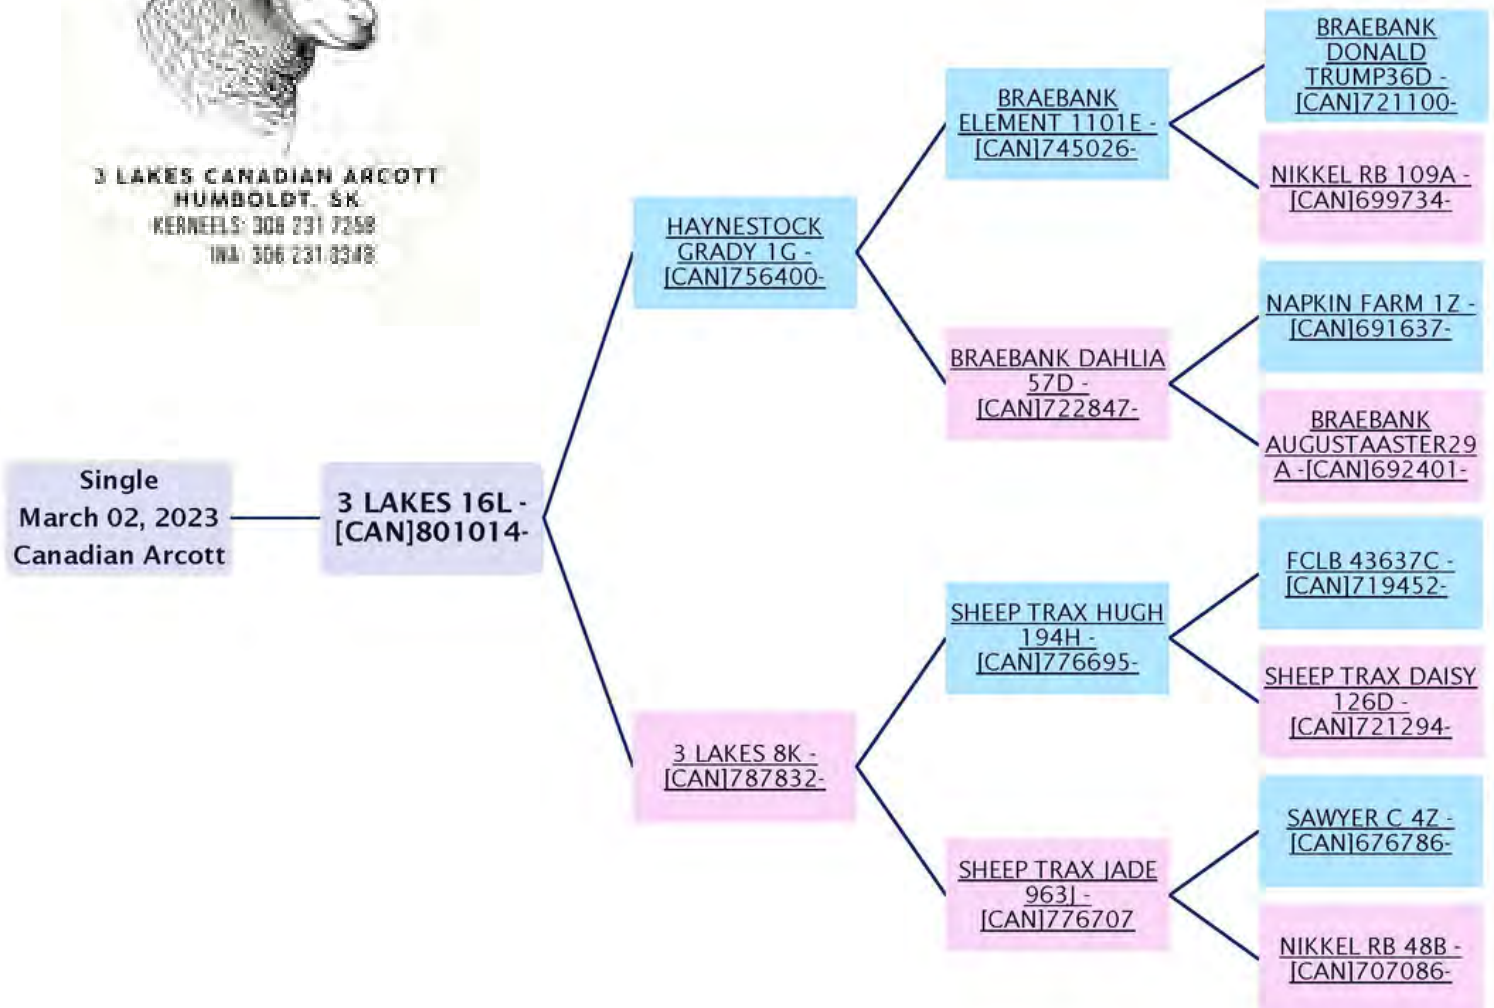 3 LAKES CANADIAN ARCOTT
HUMBOLDT, SK
KERNEELS: 306 231 7258
INA: 306 231 8348
Single
March 02, 2023
Canadian Arcott
3 LAKES 16L -
[CAN]801014-
HAYNESTOCK
GRADY 1G -
[CAN]756400-
3 LAKES 8K -
[CAN]787832-
BRAEBANK
ELEMENT 1101E -
[CAN]745026-
BRAEBANK DAHLIA
57D -
[CAN]722847-
SHEEP TRAX HUGH
194H -
[CAN]776695-
SHEEP TRAX JADE
963J -
[CAN]776707
BRAEBANK
DONALD
TRUMP36D -
[CAN]721100-
NIKKEL RB 109A -
[CAN]699734-
NAPKIN FARM 1Z -
[CAN]691637-
BRAEBANK
AUGUSTAASTER29
A -[CAN]692401-
FCLB 43637C -
[CAN]719452-
SHEEP TRAX DAISY
126D -
[CAN]721294-
SAWYER C 4Z -
[CAN]676786-
NIKKEL RB 48B -
[CAN]707086-